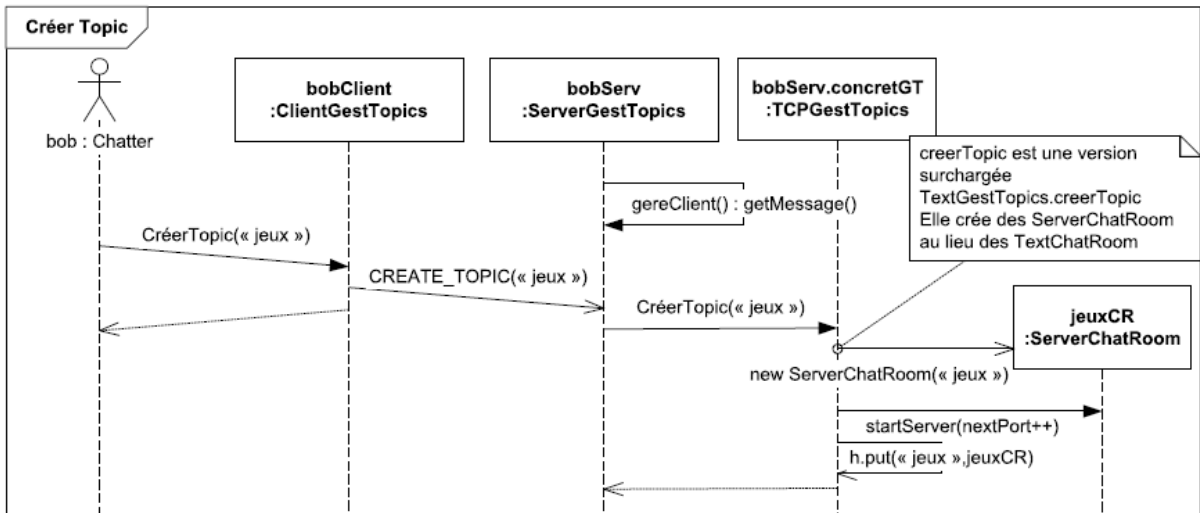 Créer Topic
bob : Chatter
bobClient
:ClientGestTopics
bobServ
:ServerGestTopics
bobServ.concretGT
:TCPGestTopics
creerTopic est une version
surchargée
TextGestTopics.creerTopic
Elle crée des ServerChatRoom
au lieu des TextChatRoom
gereClient() : getMessage()
CréerTopic(« jeux »)
CREATE_TOPIC(« jeux »)
CréerTopic(« jeux »)
jeuxCR
:ServerChatRoom
new ServerChatRoom(« jeux »)
startServer(nextPort++)
h.put(« jeux »,jeuxCR)